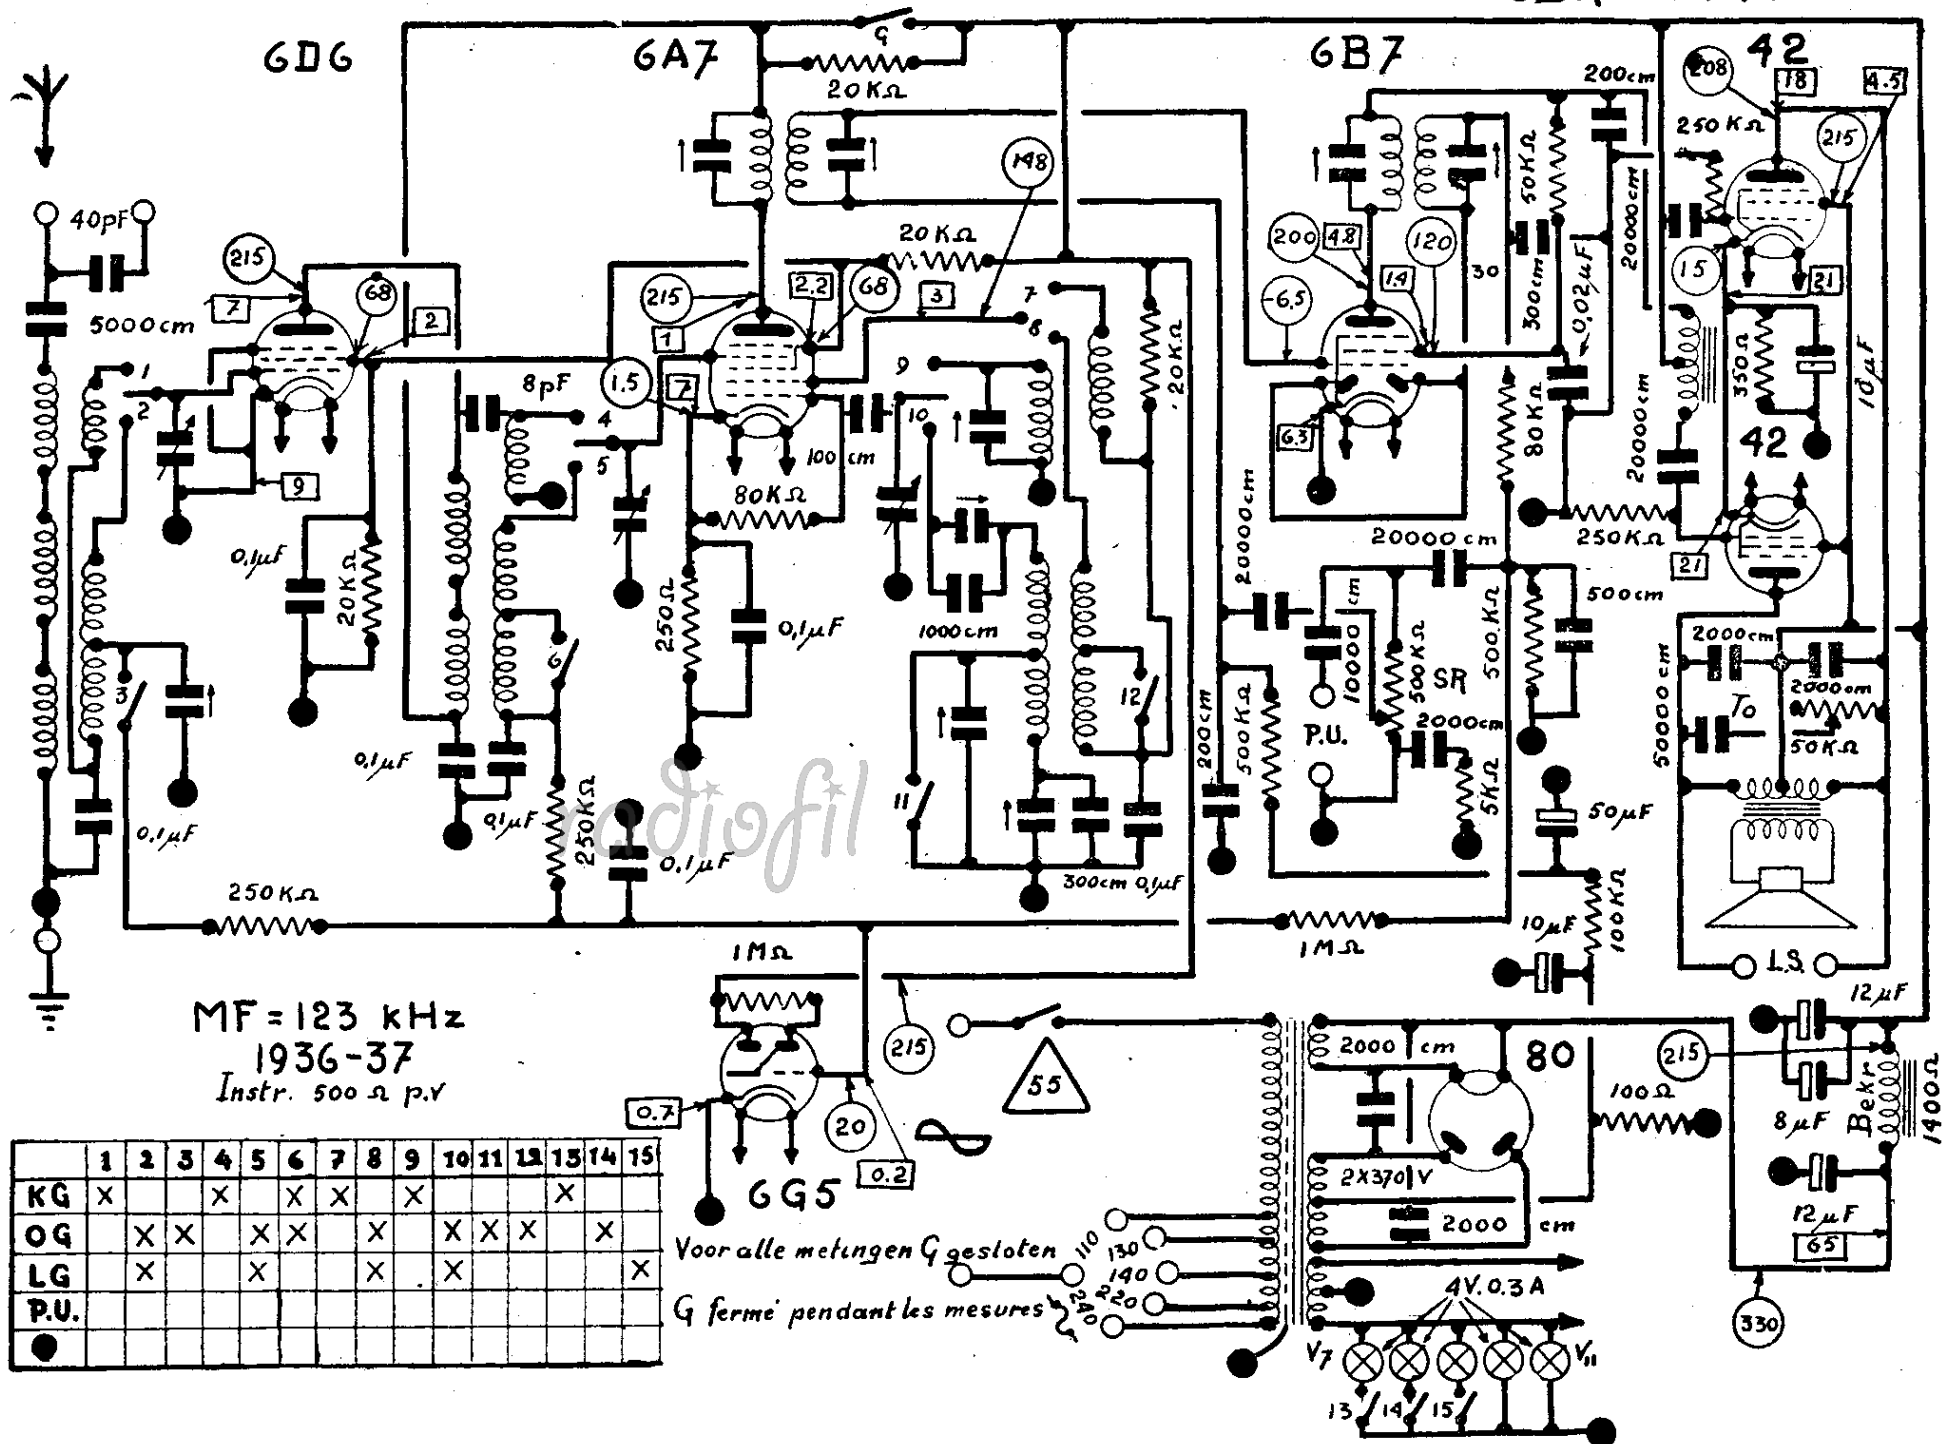 6D6
6A7
6B7
42
G
20KΩ
200cm
208
18
4.5
250KΩ
215
40pF
215
68
7
2
5000cm
1
2
148
20KΩ
215
2.2
68
3
1
7
8
9
10
20KΩ
50KΩ
20000cm
300cm
0,02µF
30
200
4.8
120
1.4
-6,5
6.3
15
21
350Ω
10µF
8pF
1.5
7
4
5
100cm
80KΩ
9
80KΩ
20000cm
42
250KΩ
21
20000cm
20000cm
0,1µF
20KΩ
250Ω
0,1µF
1000cm
10000cm
500KΩ
SR
500.KΩ
500cm
2000cm
2000cm
To
50KΩ
50000cm
3
6
12
11
200cm
500KΩ
P.U.
2000cm
5KΩ
50µF
0,1µF
0,1µF
0,1µF
250KΩ
0,1µF
300cm 0,1µF
radiofil
250KΩ
1MΩ
1MΩ
10µF
100KΩ
L.S.
12µF
MF=123 kHz
1936-37
Instr. 500 Ω p.V
215
55
2000 cm
80
100Ω
215
Bekr
1400Ω
8µF
0.7
20
0.2
6G5
2X370V
2000 cm
12µF
65
330
1 2 3 4 5 6 7 8 9 10 11 12 13 14 15
KG X X X X X X
OG X X X X X X X X X
LG X X X X X
P.U.
Voor alle metingen G gesloten
G fermé pendant les mesures
110
130
140
220
240
4V.0.3A
V7
V11
13
14
15